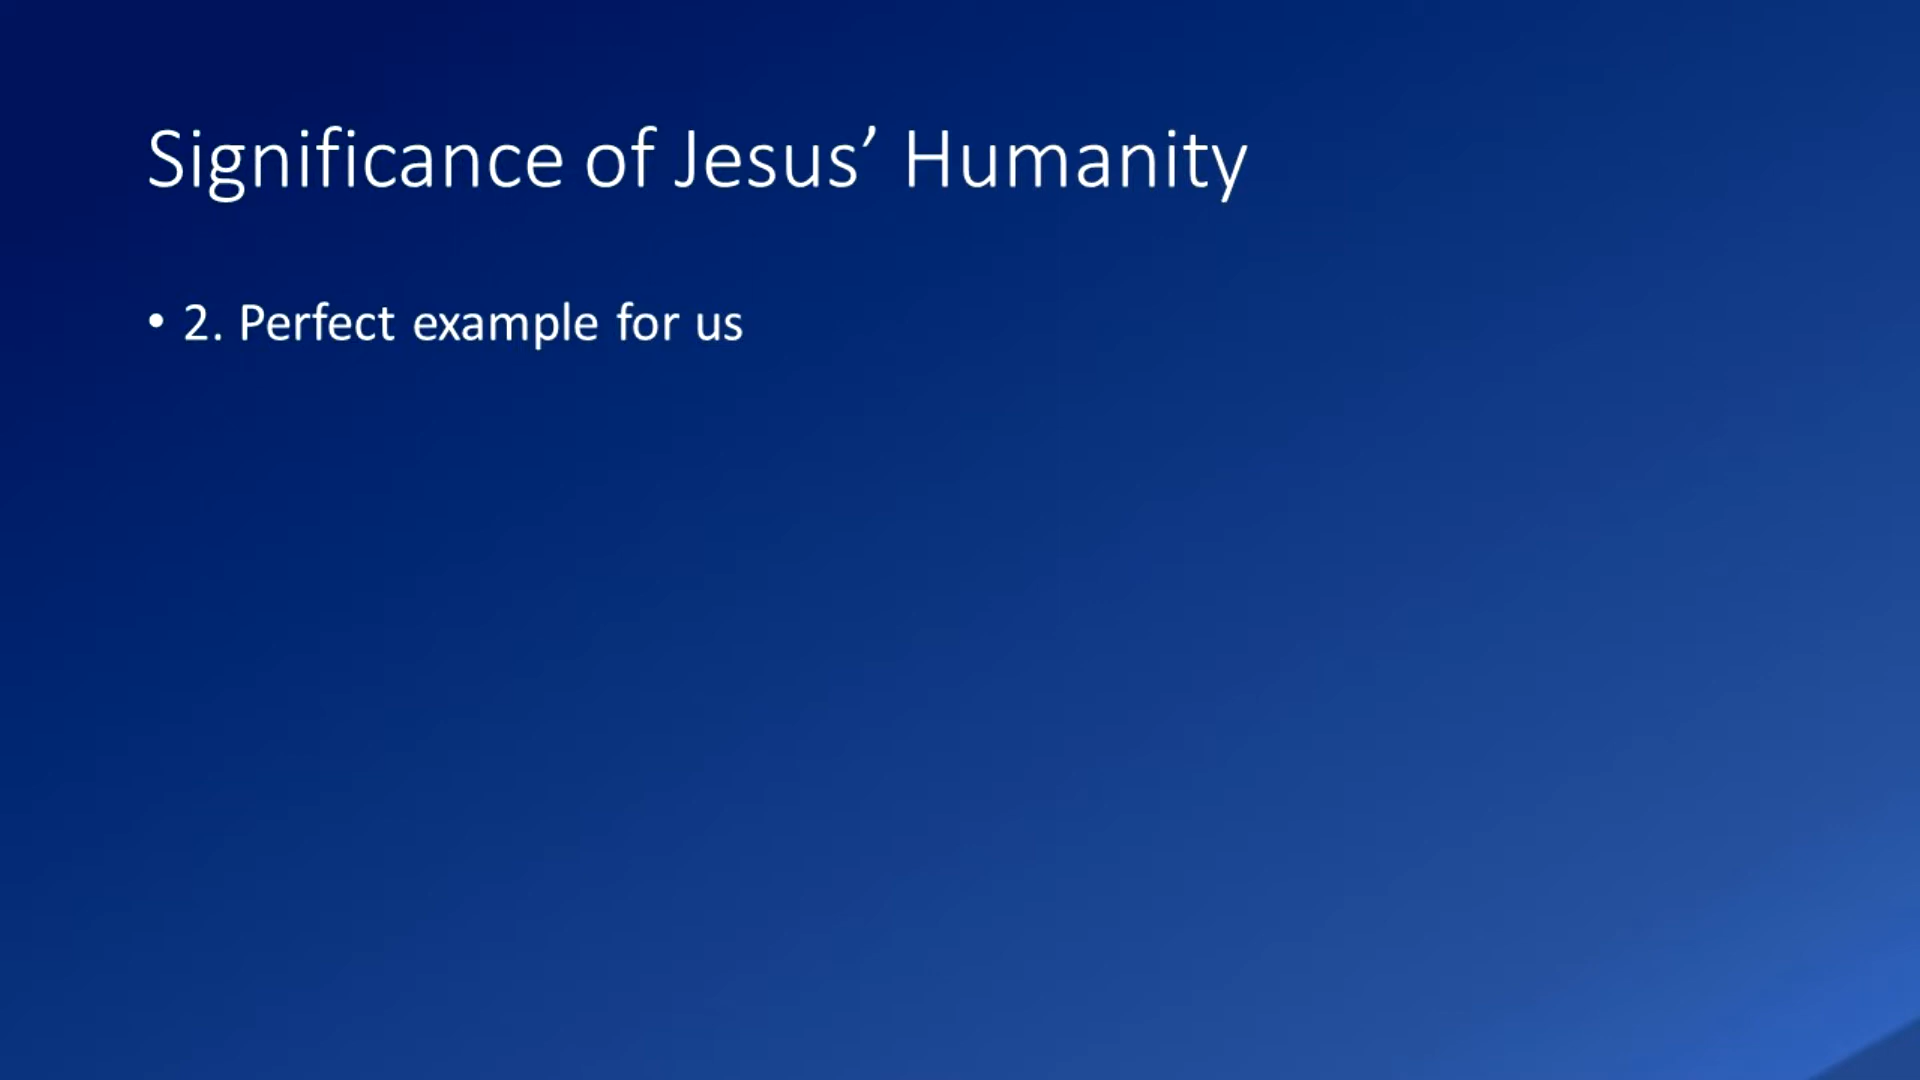 Significance of Jesus’ Humanity
• 2. Perfect example for us